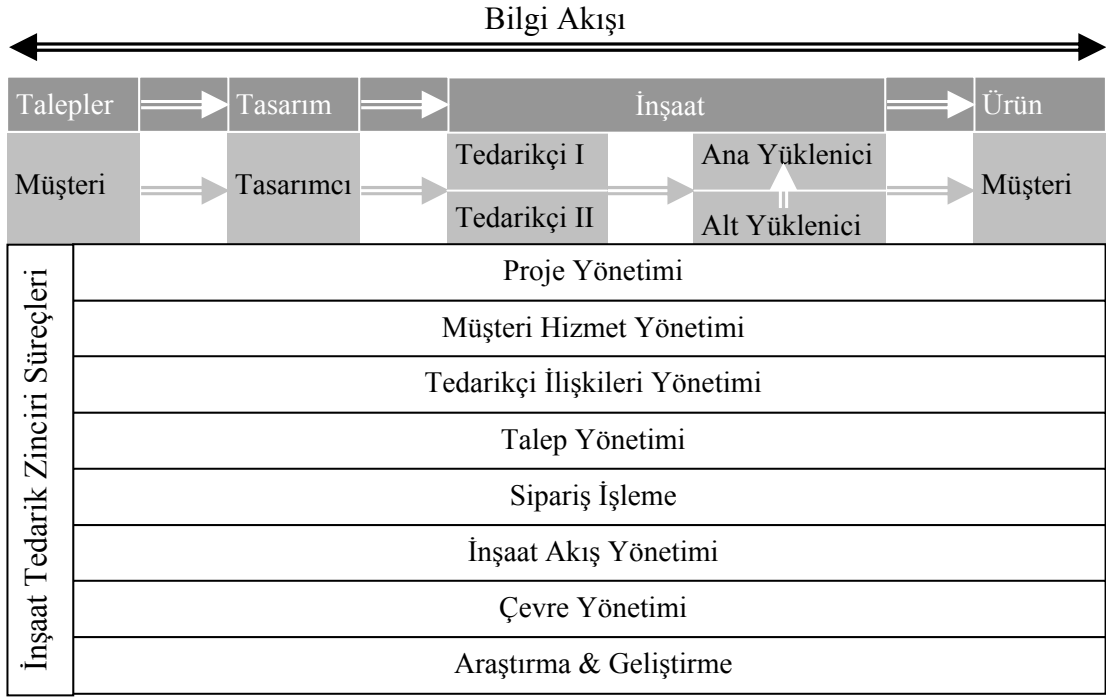 Bilgi Akışı
Talepler Tasarım İnşaat Ürün
Müşteri Tasarımcı Tedarikçi I Ana Yüklenici Müşteri
Tedarikçi II Alt Yüklenici
İnşaat Tedarik Zinciri Süreçleri
Proje Yönetimi
Müşteri Hizmet Yönetimi
Tedarikçi İlişkileri Yönetimi
Talep Yönetimi
Sipariş İşleme
İnşaat Akış Yönetimi
Çevre Yönetimi
Araştırma & Geliştirme